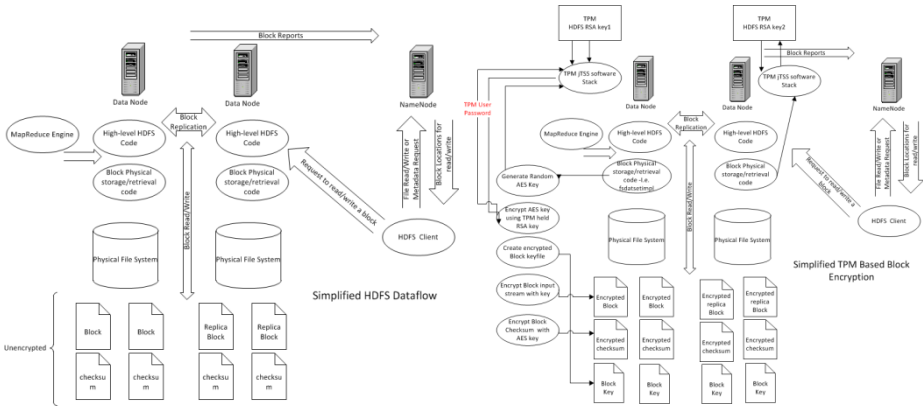 Block Reports
Data Node
Data Node
NameNode
MapReduce Engine
Block
Replication
High-level HDFS
Code
High-level HDFS
Code
Block Physical
storage/retrieval
code
Block Physical
storage/retrieval
code
Block Read/Write
Request to read/write a block
File Read/Write or
Metadata Request
Block Locations for
read/write
HDFS Client
Physical File System
Physical File System
Simplified HDFS Dataflow
Unencrypted
Block
Block
Replica
Block
Replica
Block
checksu
m
checksu
m
checksu
m
checksu
m
TPM
HDFS RSA key1
TPM
HDFS RSA key2
Block Reports
TPM jTSS software
Stack
TPM jTSS software
Stack
TPM User
Password
Data Node
Data Node
NameNode
MapReduce Engine
Block
Replication
High-level HDFS
Code
High-level HDFS
Code
Generate Random
AES Key
Block Physical
storage/retrieval
code -i.e.
fsdatsetimpl
Block Physical
storage/retrieval
code
Block Read/Write
Request to read/write a
block
File Read/Write or
Metadata Request
Block Locations for
read/write
HDFS Client
Encrypt AES key
using TPM held
RSA key
Create encrypted
Block keyfile
Physical File System
Physical File System
Simplified TPM Based Block
Encryption
Encrypt Block input
stream with key
Encrypt Block
Checksum with
AES key
Encrypted
Block
Encrypted
Block
Encrypted
replica
Block
Encrypted
replica
Block
Encrypted
checksum
Encrypted
checksum
Encrypted
checksum
Encrypted
checksum
Block
Key
Block
Key
Block
Key
Block
Key